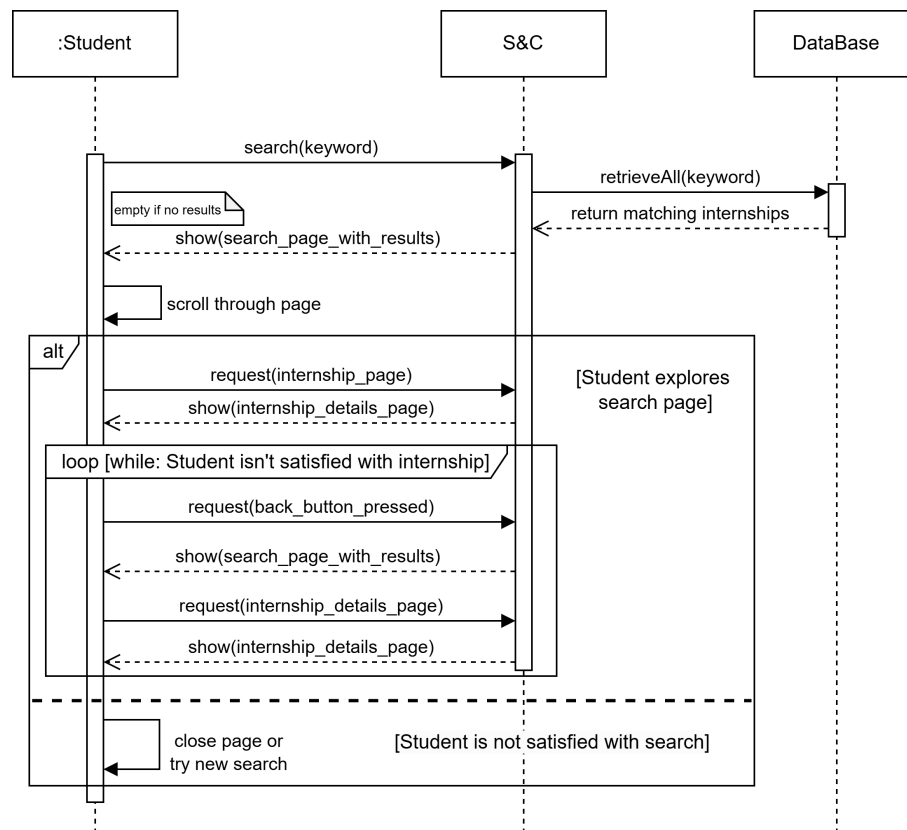 :Student
S&C
DataBase
search(keyword)
retrieveAll(keyword)
empty if no results
return matching internships
show(search_page_with_results)
scroll through page
alt
request(internship_page)
[Student explores
search page]
show(internship_details_page)
loop [while: Student isn't satisfied with internship]
request(back_button_pressed)
show(search_page_with_results)
request(internship_details_page)
show(internship_details_page)
close page or
try new search
[Student is not satisfied with search]